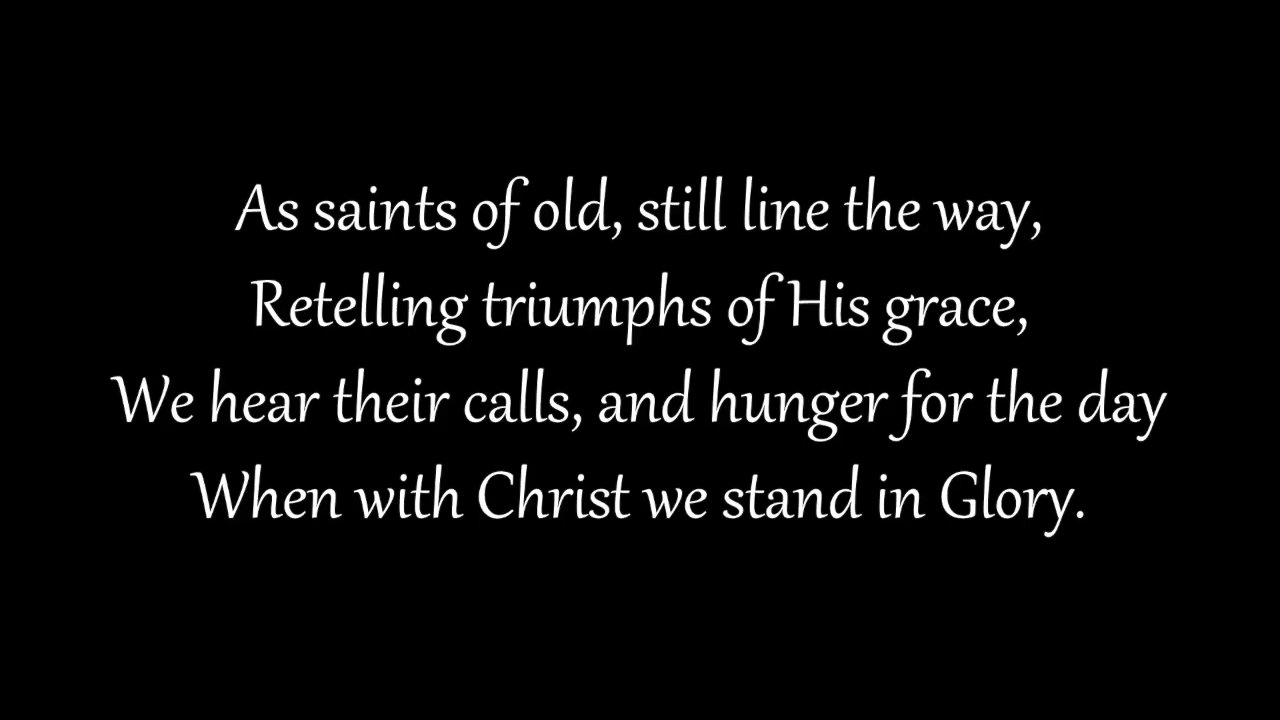 As saints of old, still line the way,
Retelling triumphs of His grace,
We hear their calls, and hunger for the day
When with Christ we stand in Glory.